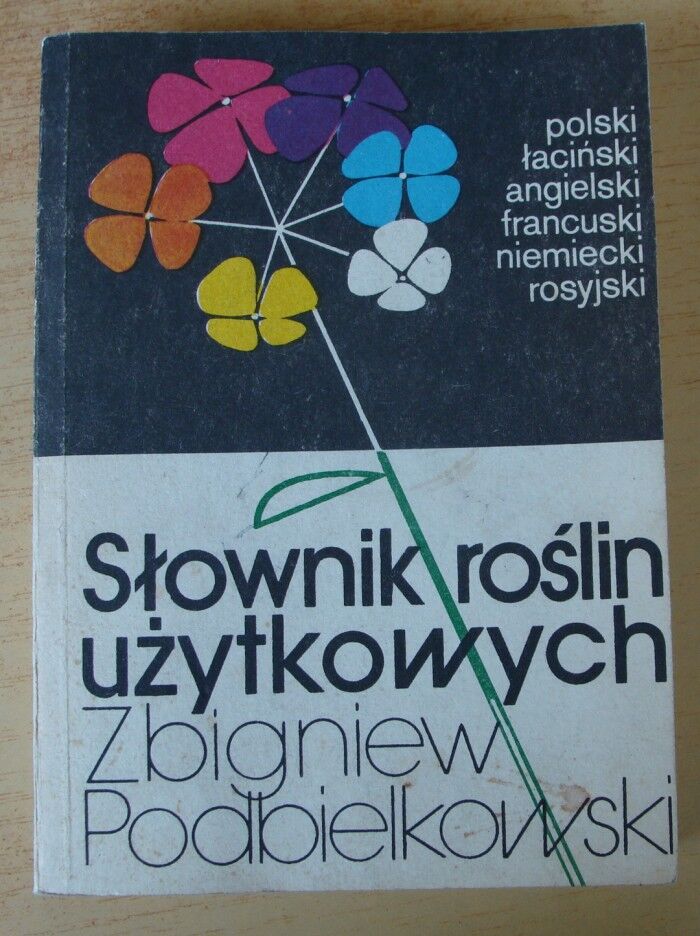 polski
łaciński
angielski
francuski
niemiecki
rosyjski
Słownik roślin
użytkowych
Zbigniew
Podbielkowski